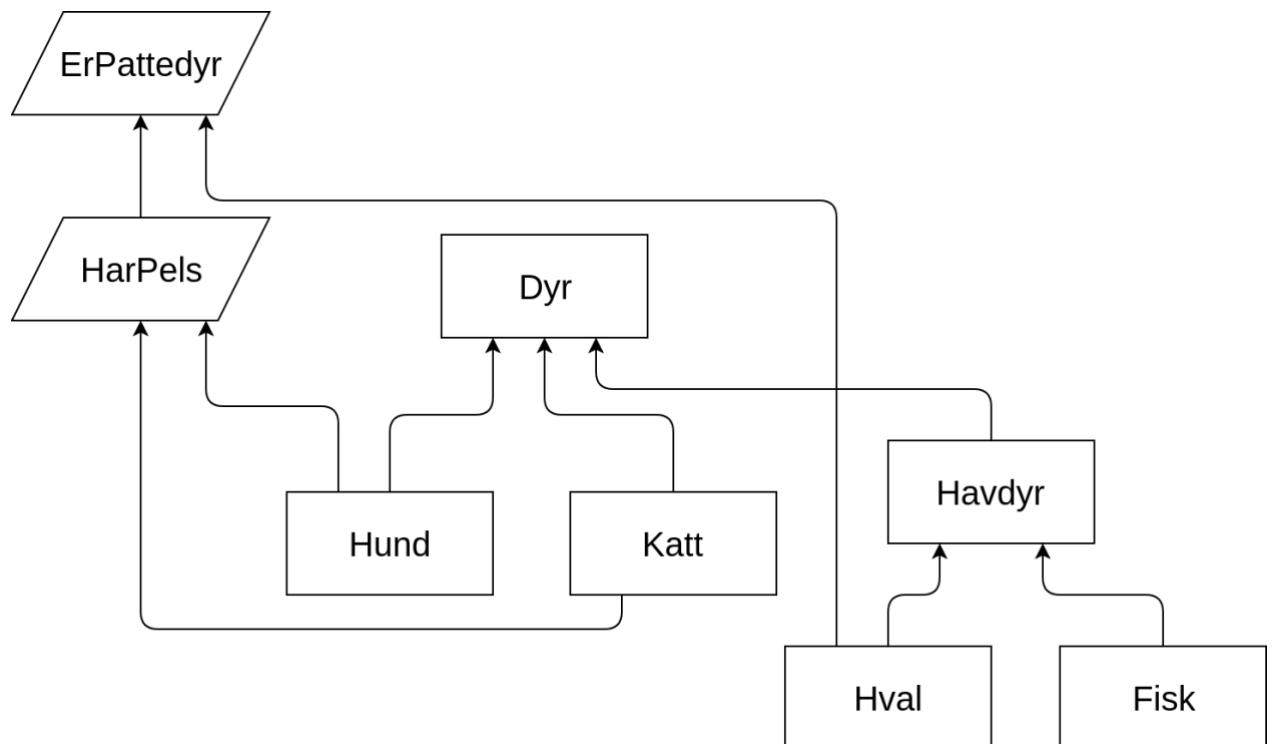 ErPattedyr
HarPels
Dyr
Havdyr
Hund
Katt
Hval
Fisk